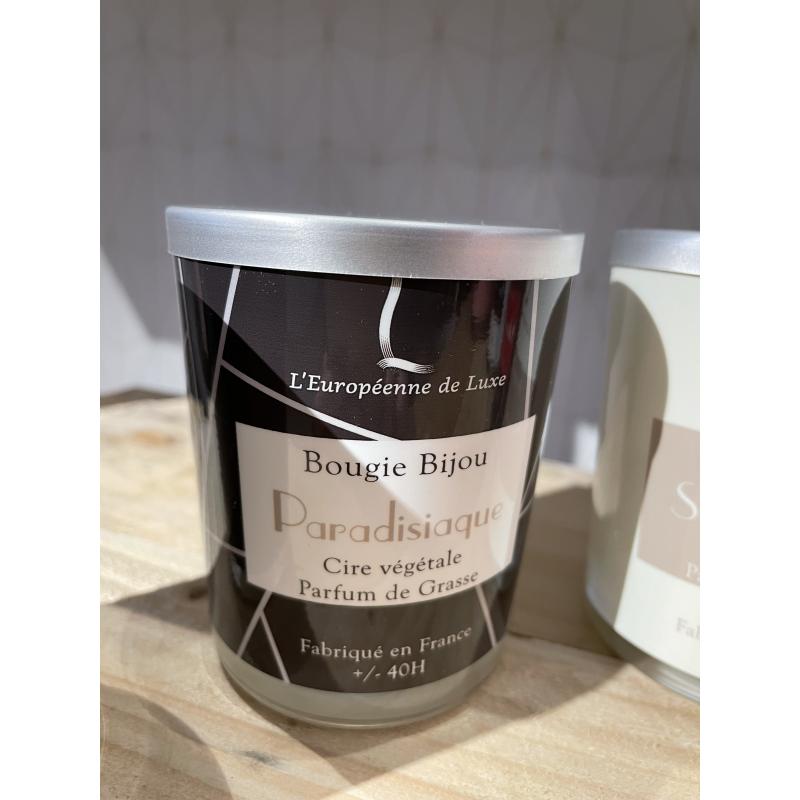 L
L'Européenne de Luxe
Bougie Bijou
Paradisiaque
Cire végétale
Parfum de Grasse
Fabriqué en France
+/- 40H